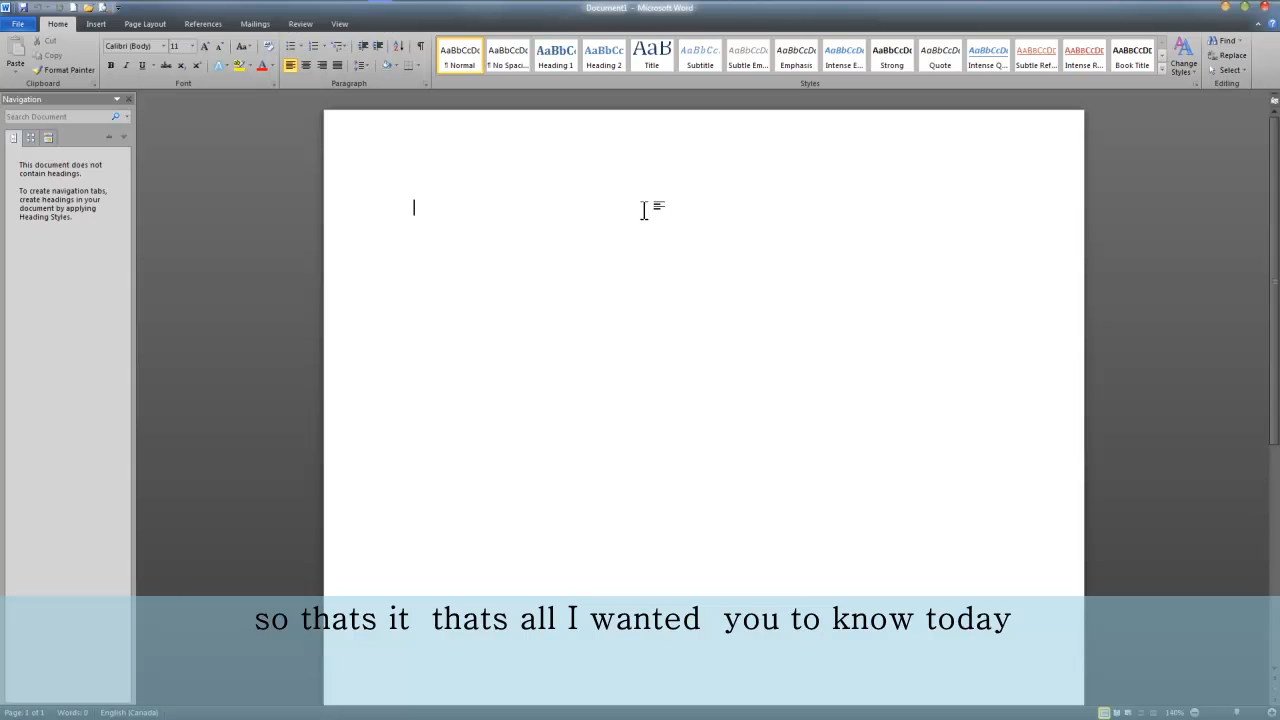 Document1 - Microsoft Word
File Home Insert Page Layout References Mailings Review View
Paste
Cut
Copy
Format Painter
Clipboard
Calibri (Body) 11
Font
Paragraph
AaBbCcDc AaBbCcDc AaBbC AaBbCc AaB AaBbCc. AaBbCcDc AaBbCcDc AaBbCcDc AaBbCcDc AaBbCcDc AaBbCcDc AABBCCDC AABBCCDC AaBbCcDc
¶ Normal ¶ No Spaci... Heading 1 Heading 2 Title Subtitle Subtle Em... Emphasis Intense E... Strong Quote Intense Q... Subtle Ref... Intense R... Book Title
Styles
Change
Styles
Find
Replace
Select
Editing
Navigation
Search Document
This document does not
contain headings.
To create navigation tabs,
create headings in your
document by applying
Heading Styles.
so thats it thats all I wanted you to know today
Page: 1 of 1 Words: 0 English (Canada)
140%